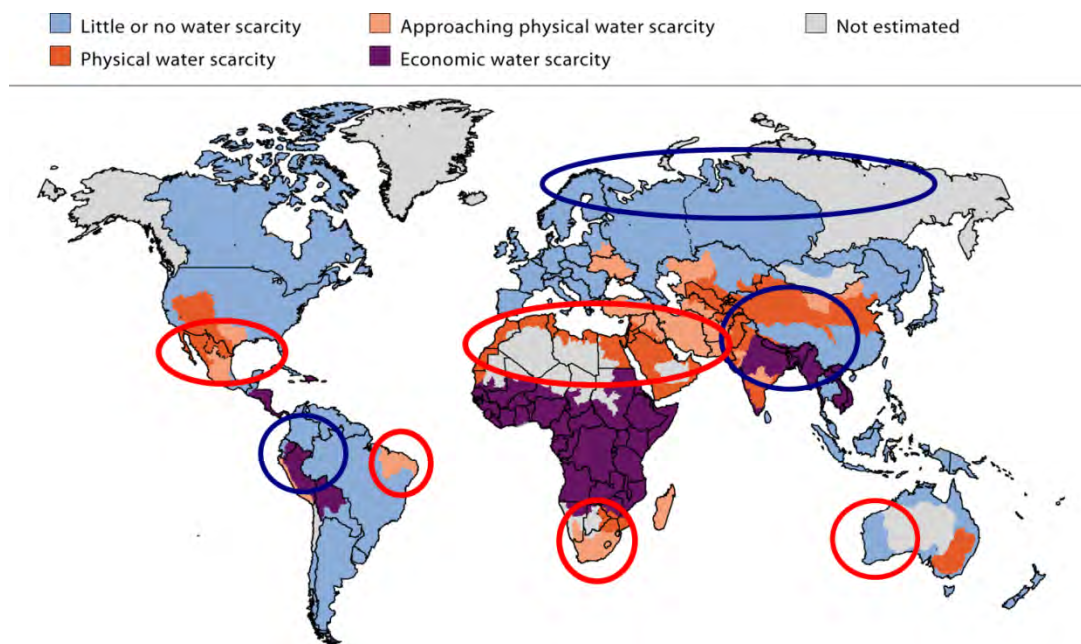 Little or no water scarcity
Approaching physical water scarcity
Not estimated
Physical water scarcity
Economic water scarcity